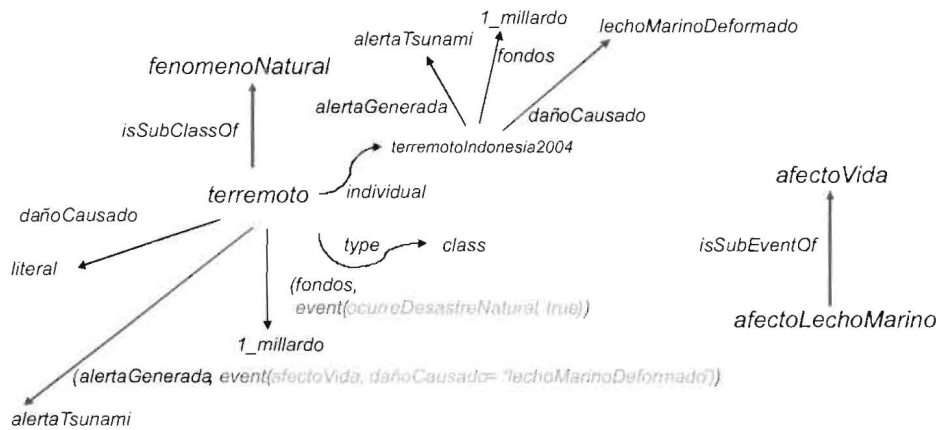 1_millardo
alertaTsunami
lechoMarinoDeformado
fondos
fenomenoNatural
alertaGenerada
dañoCausado
isSubClassOf
terremotoIndonesia2004
afectoVida
terremoto
individual
dañoCausado
isSubEventOf
type
class
literal
(fondos,
event(ocurreDesastreNatural, true))
afectoLechoMarino
1_millardo
(alertaGenerada, event(afectoVida, dañoCausado= "lechoMarinoDeformado"))
alertaTsunami